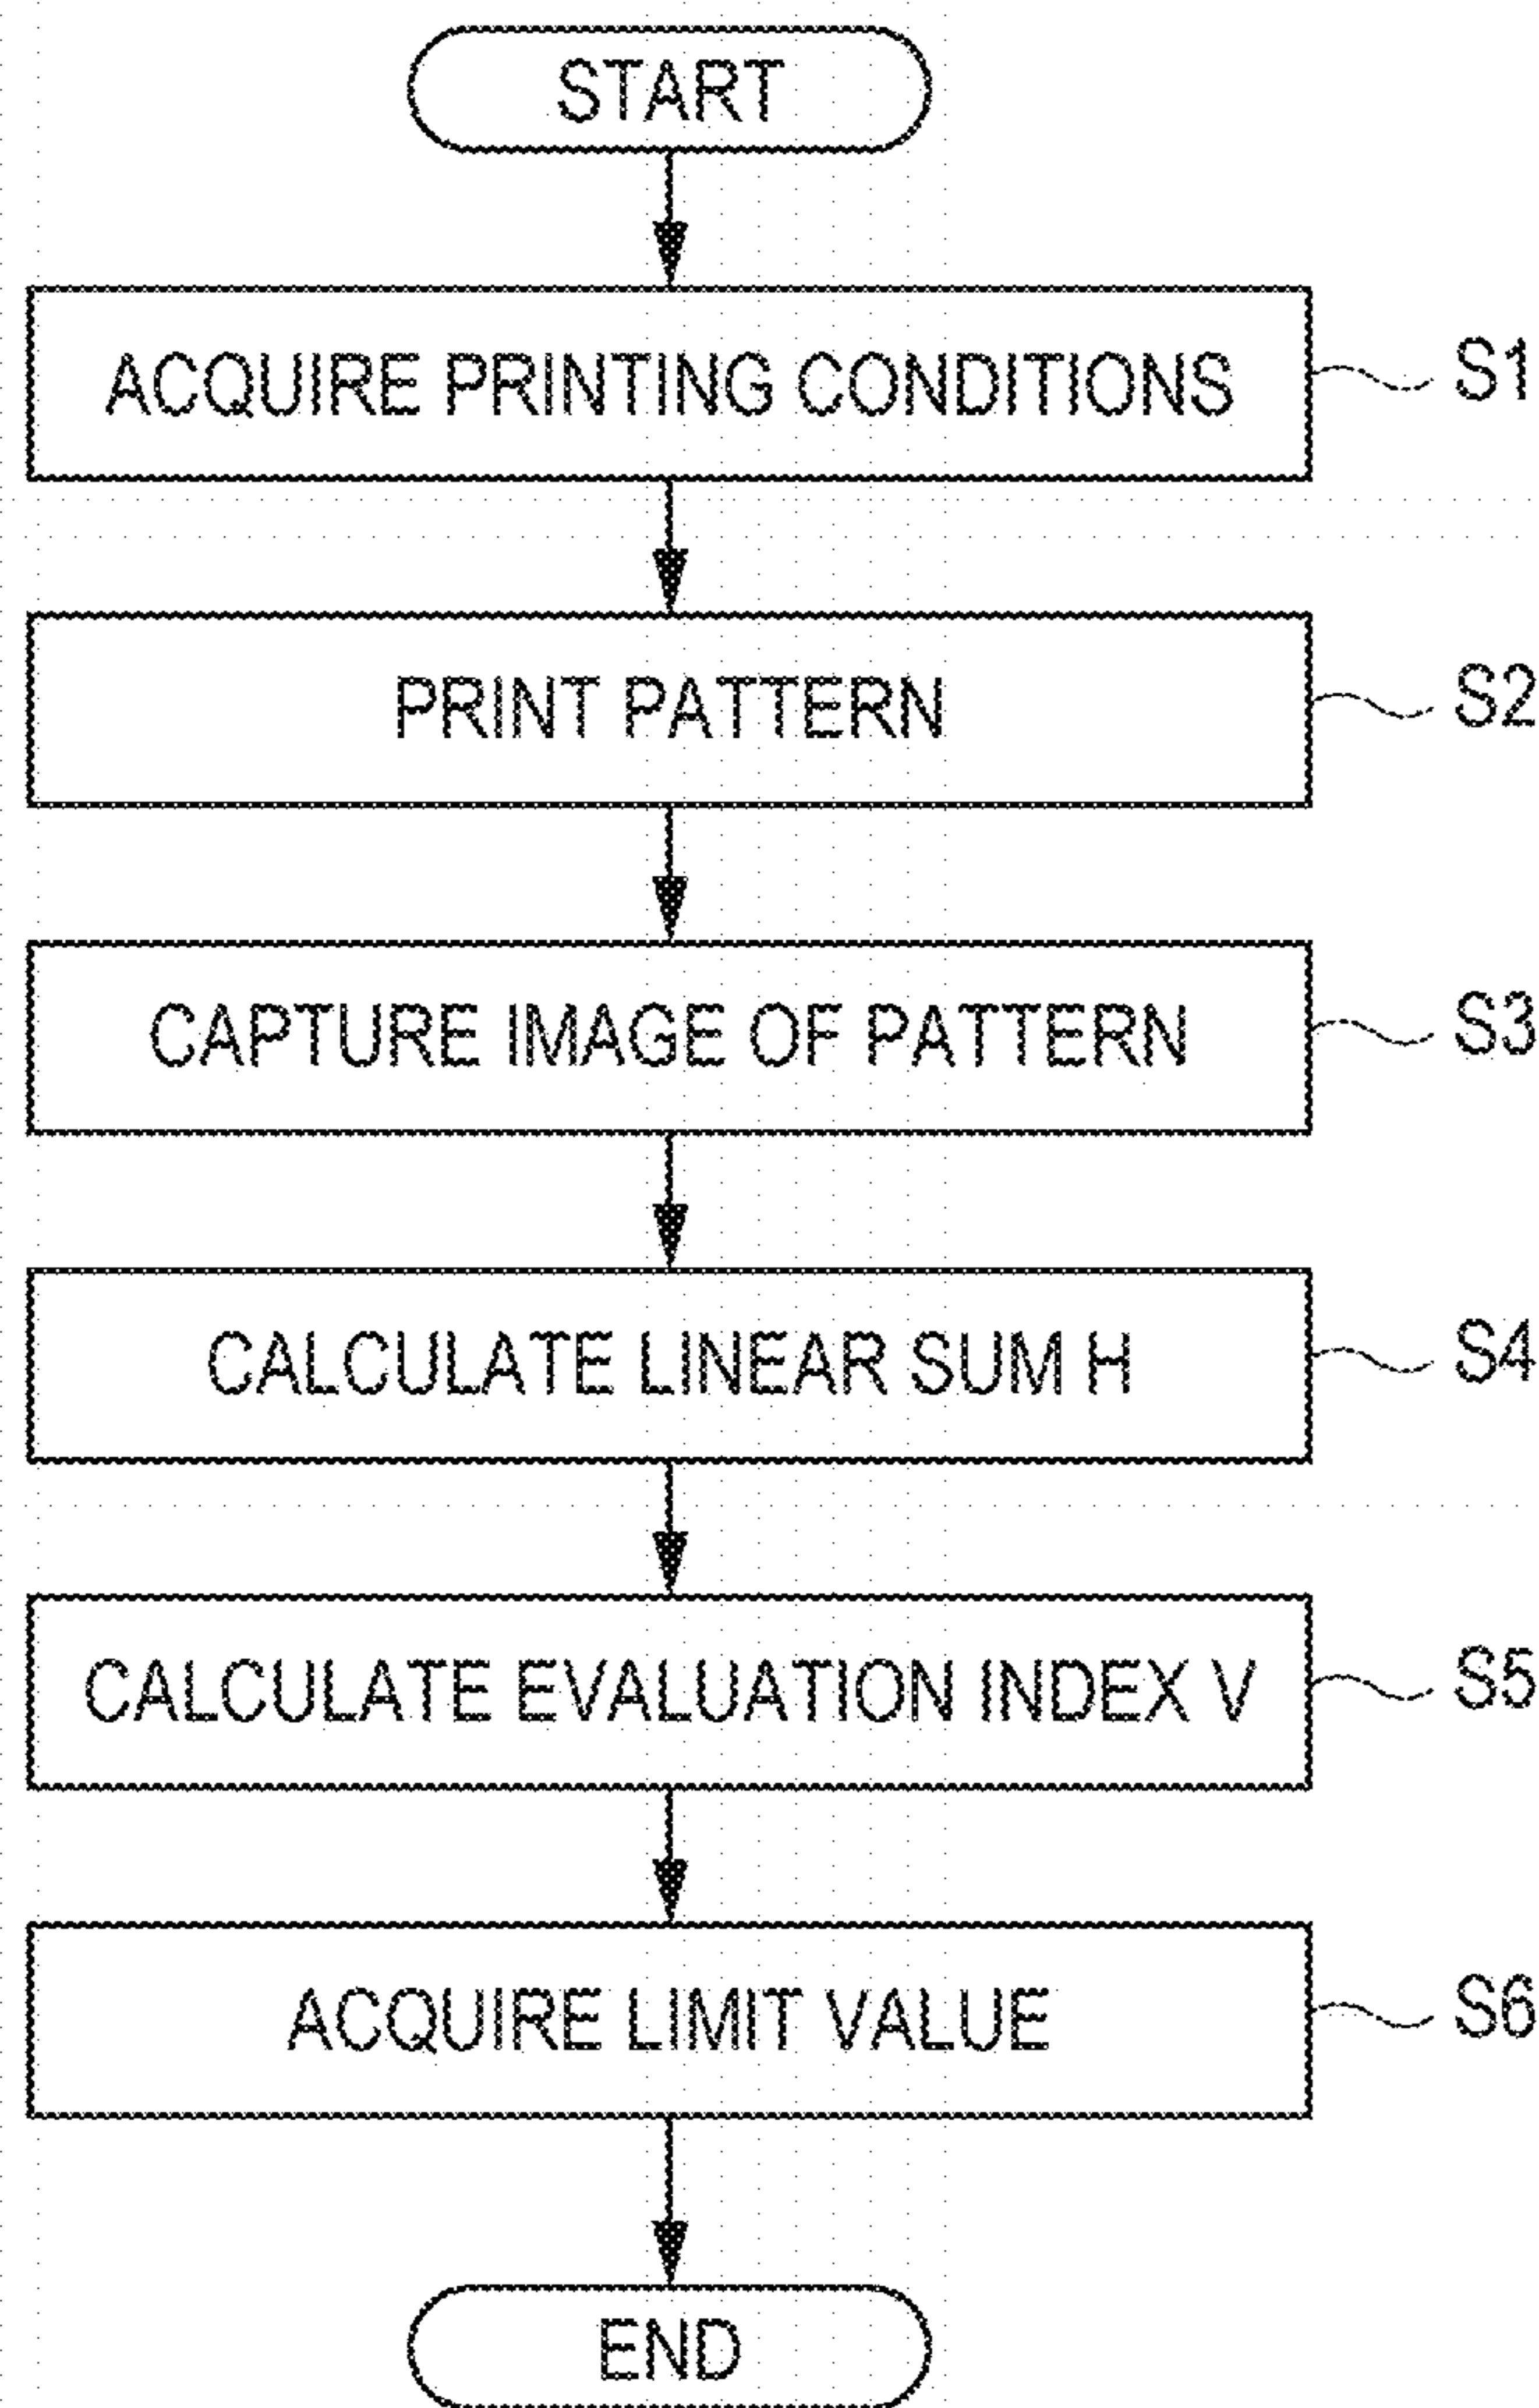 START
ACQUIRE PRINTING CONDITIONS
S1
PRINT PATTERN
S2
CAPTURE IMAGE OF PATTERN
S3
CALCULATE LINEAR SUM H
S4
CALCULATE EVALUATION INDEX V
S5
ACQUIRE LIMIT VALUE
S6
END